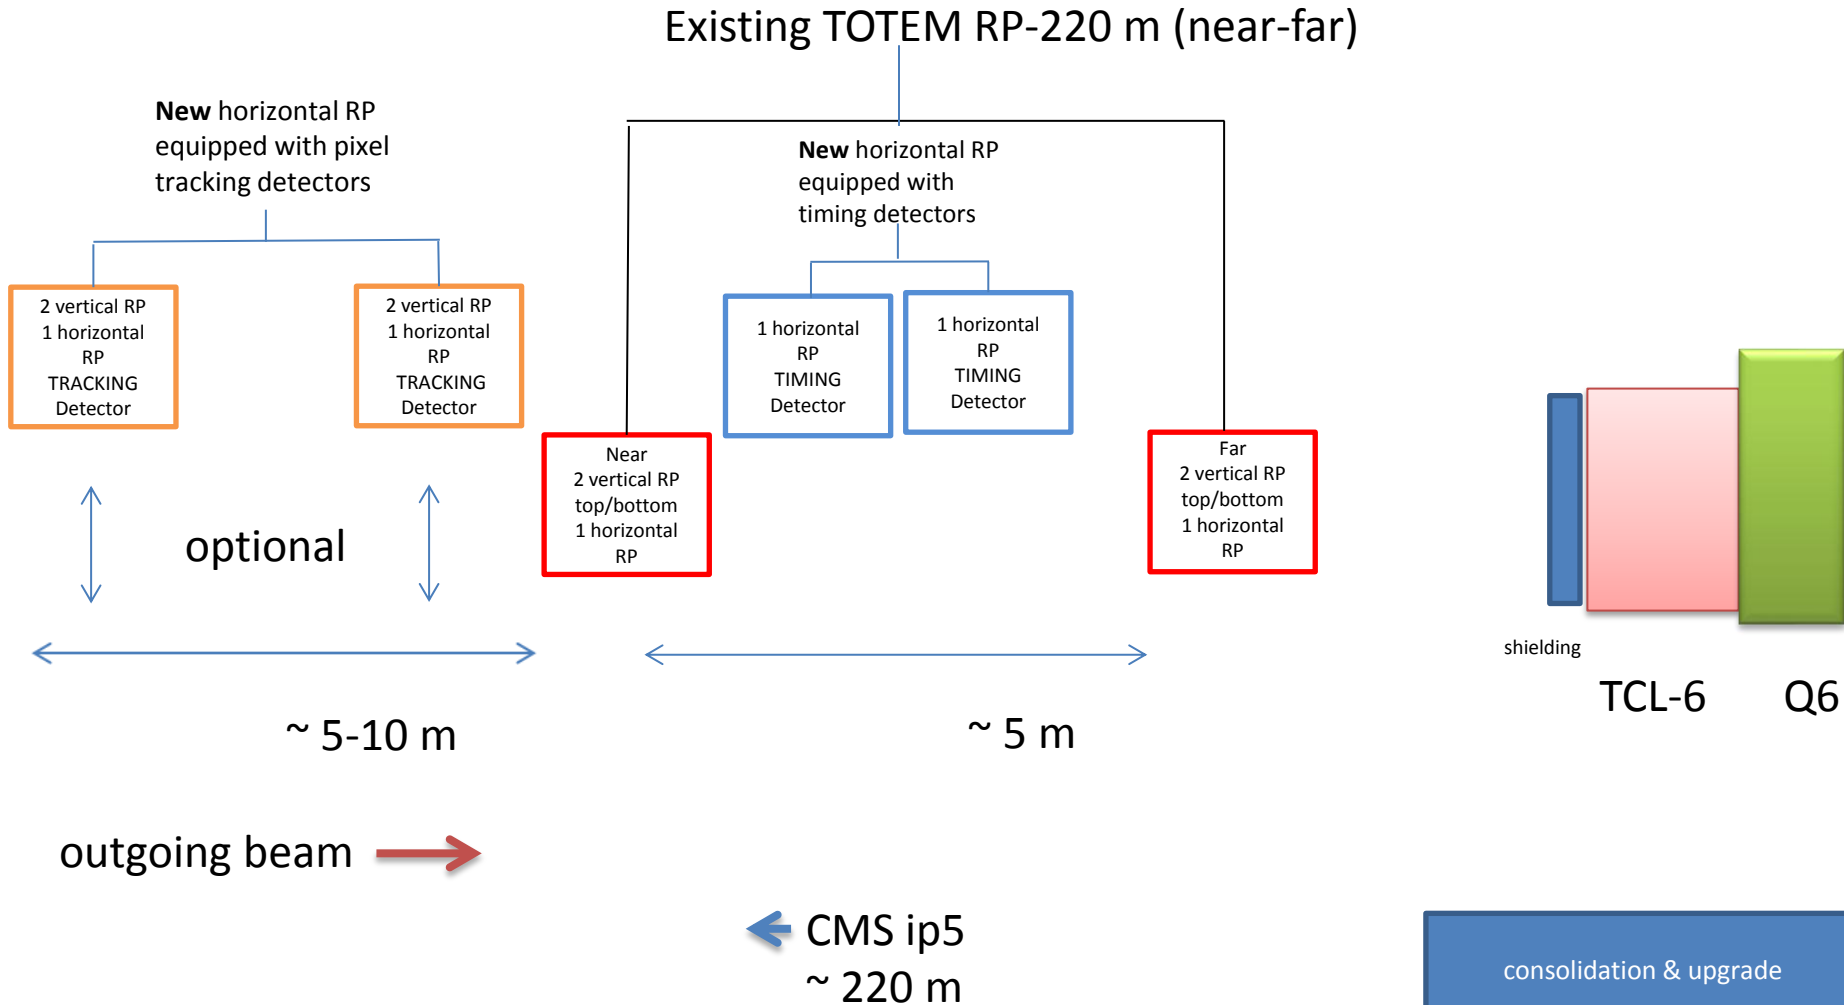 Existing TOTEM RP-220 m (near-far)
New horizontal RP
equipped with pixel
tracking detectors
New horizontal RP
equipped with
timing detectors
2 vertical RP
1 horizontal
RP
TRACKING
Detector
2 vertical RP
1 horizontal
RP
TRACKING
Detector
1 horizontal
RP
TIMING
Detector
1 horizontal
RP
TIMING
Detector
Near
2 vertical RP
top/bottom
1 horizontal
RP
Far
2 vertical RP
top/bottom
1 horizontal
RP
optional
shielding
TCL-6
Q6
~ 5-10 m
~ 5 m
outgoing beam
CMS ip5
~ 220 m
consolidation & upgrade